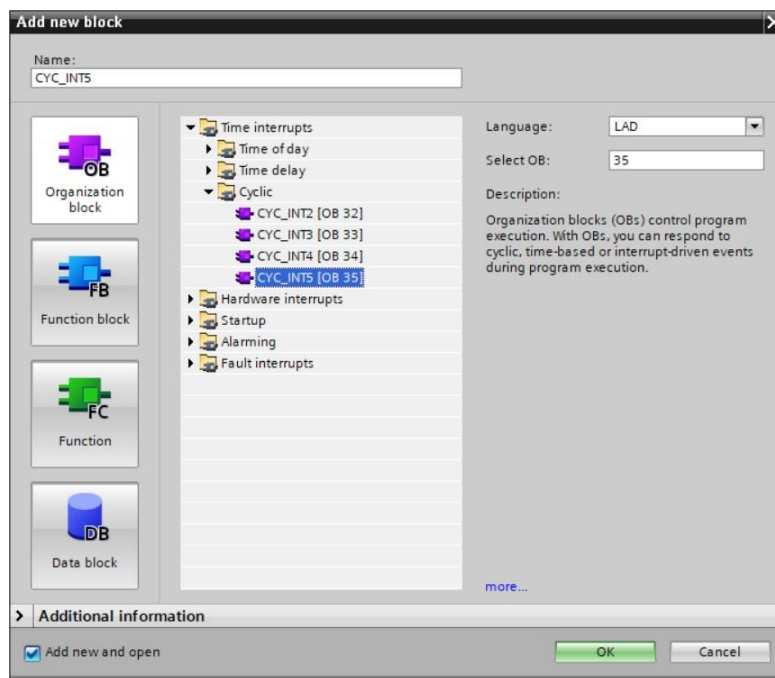 Add new block
Name:
CYC_INT5
OB
Organization
block
FB
Function block
FC
Function
DB
Data block
Time interrupts
Time of day
Time delay
Cyclic
CYC_INT2 [OB 32]
CYC_INT3 [OB 33]
CYC_INT4 [OB 34]
CYC_INT5 [OB 35]
Hardware interrupts
Startup
Alarming
Fault interrupts
Language:
LAD
Select OB:
35
Description:
Organization blocks (OBs) control program
execution. With OBs, you can respond to
cyclic, time-based or interrupt-driven events
during program execution.
more...
Additional information
Add new and open
OK
Cancel